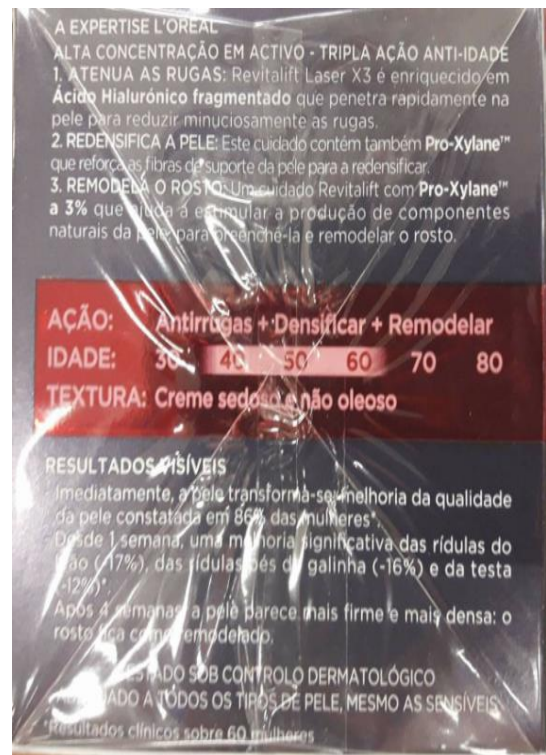 A EXPERTISE L'ORÉAL
ALTA CONCENTRAÇÃO EM ACTIVO - TRIPLA AÇÃO ANTI-IDADE
1. ATENUA AS RUGAS: Revitalift Laser X3 é enriquecido em
Ácido Hialurónico fragmentado que penetra rapidamente na
pele para reduzir minuciosamente as rugas.
2. REDENSIFICA A PELE: Este cuidado contém também Pro-Xylane™
que reforça as fibras de suporte da pele para a redensificar.
3. REMODELA O ROSTO: Um cuidado Revitalift com Pro-Xylane™
a 3% que ajuda a estimular a produção de componentes
naturais da pele para preenchê-la e remodelar o rosto.
AÇÃO: Antirrugas + Densificar + Remodelar
IDADE: 30 40 50 60 70 80
TEXTURA: Creme sedoso e não oleoso
RESULTADOS VISÍVEIS
Imediatamente, a pele transforma-se: melhoria da qualidade
da pele constatada em 86% das mulheres*.
Desde 1 semana, uma melhoria significativa das rídulas do
(-17%), das rídulas pés de galinha (-16%) e da testa
(-12%)*.
Após 4 semanas, a pele parece mais firme e mais densa: o
rosto fica como remodelado.
SOB CONTROLO DERMATOLÓGICO
A TODOS OS TIPOS DE PELE, MESMO AS SENSÍVEIS
*Resultados clínicos sobre 60 mulheres